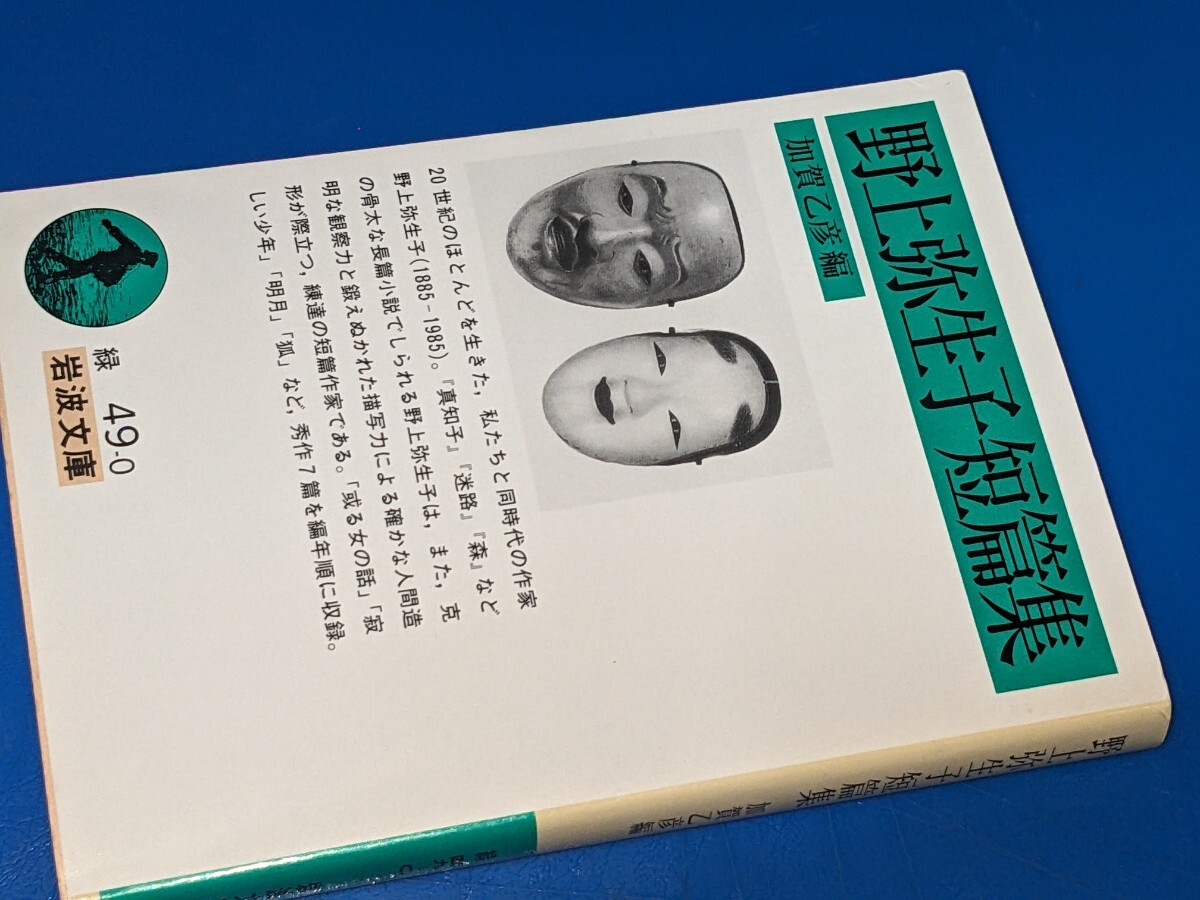 野上弥生子短篇集
加賀乙彦編
20世紀のほとんどを生きた，私たちと同時代の作家
野上弥生子(1885-1985)。『真知子』『迷路』『森』など
の骨太な長篇小説でしられる野上弥生子は，また，克
明な観察力と鍛えぬかれた描写力による確かな人間造
形が際立つ，練達の短篇作家である。「或る女の話」「寂
しい少年」「明月」「狐」など，秀作7篇を編年順に収録。
緑 49-0
岩波文庫
野上弥生子短篇集 加賀乙彦編